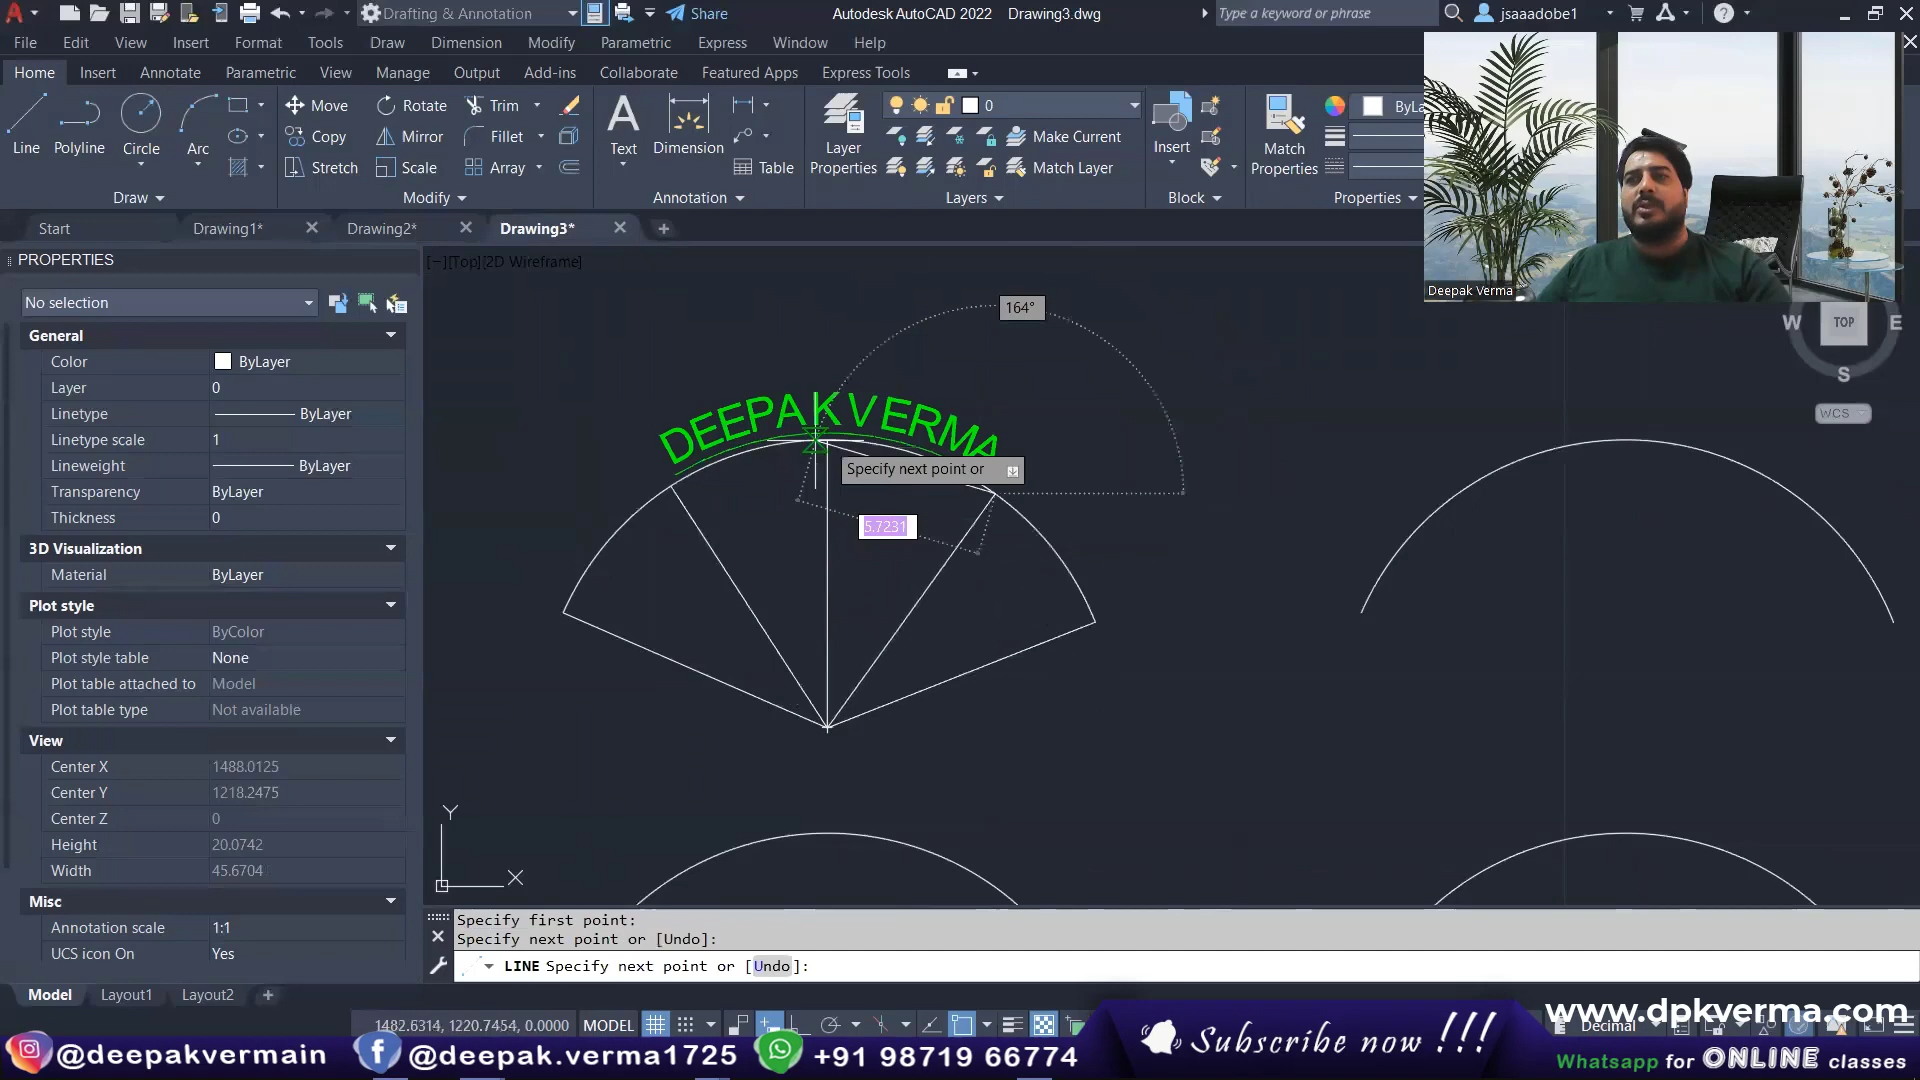 Drafting & Annotation
Share
Autodesk AutoCAD 2022 Drawing3.dwg
Type a keyword or phrase
jsaaadobe1
File Edit View Insert Format Tools Draw Dimension Modify Parametric Express Window Help
Home Insert Annotate Parametric View Manage Output Add-ins Collaborate Featured Apps Express Tools
Line Polyline Circle Arc
Move Rotate Trim
Copy Mirror Fillet
Stretch Scale Array
Text Dimension Table
Layer Properties
0
Make Current
Match Layer
Insert
Match Properties
ByLa
Draw Modify Annotation Layers Block Properties
Start Drawing1* Drawing2* Drawing3*
PROPERTIES
No selection
General
Color ByLayer
Layer 0
Linetype ByLayer
Linetype scale 1
Lineweight ByLayer
Transparency ByLayer
Thickness 0
3D Visualization
Material ByLayer
Plot style
Plot style ByColor
Plot style table None
Plot table attached to Model
Plot table type Not available
View
Center X 1488.0125
Center Y 1218.2475
Center Z 0
Height 20.0742
Width 45.6704
Misc
Annotation scale 1:1
UCS icon On Yes
[−][Top][2D Wireframe]
164°
DEEPAK VERMA
Specify next point or
5.7231
Deepak Verma
W TOP E
S
WCS
Y
X
Specify first point:
Specify next point or [Undo]:
LINE Specify next point or [Undo]:
Model Layout1 Layout2
1482.6314, 1220.7454, 0.0000 MODEL
Decimal
www.dpkverma.com
@deepakvermain @deepak.verma1725 +91 98719 66774
Subscribe now !!!
Whatsapp for ONLINE classes